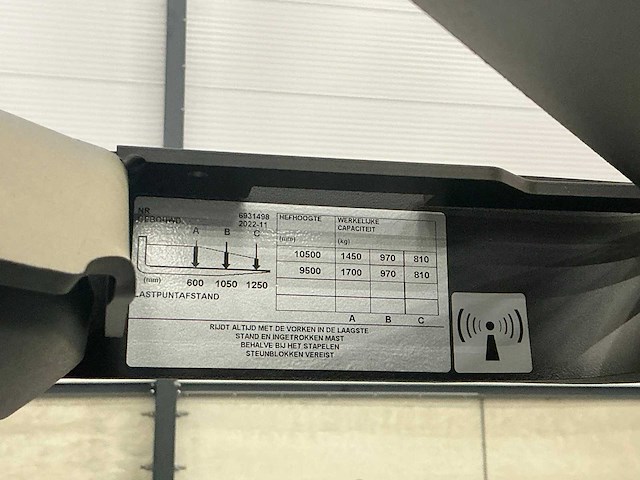 NR 6931498
GEBOUWD 2022-11
A B C
(mm) 600 1050 1250
LASTPUNTAFSTAND
HEFHOOGTE
(mm)
WERKELIJKE
CAPACITEIT
(kg)
10500 1450 970 810
9500 1700 970 810
A B C
RIJDT ALTIJD MET DE VORKEN IN DE LAAGSTE
STAND EN INGETROKKEN MAST
BEHALVE BIJ HET STAPELEN
STEUNBLOKKEN VEREIST